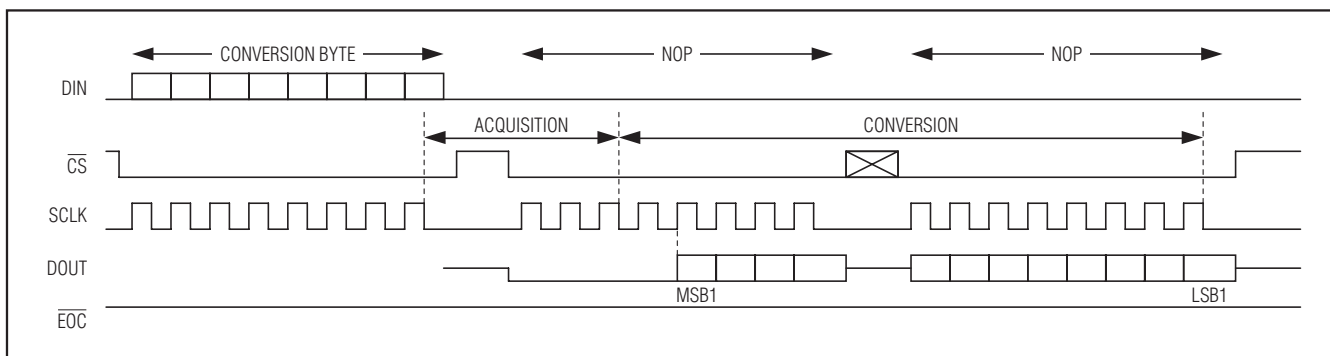 CONVERSION BYTE NOP NOP
DIN
ACQUISITION CONVERSION
CS
SCLK
DOUT
MSB1 LSB1
EOC